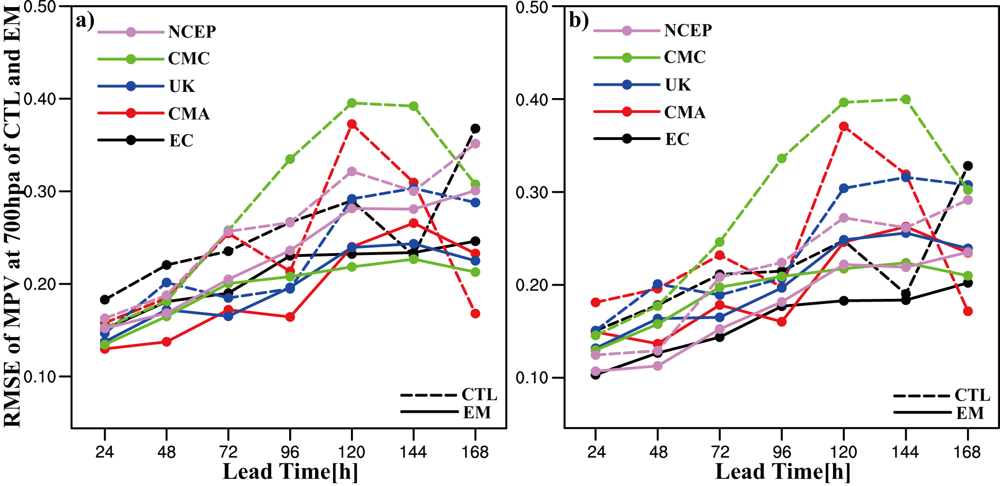 RMSE of MPV at 700hpa of CTL and EM
a)
0.50
0.40
0.30
0.20
0.10
NCEP
CMC
UK
CMA
EC
CTL
EM
24 48 72 96 120 144 168
Lead Time[h]
b)
0.50
0.40
0.30
0.20
0.10
NCEP
CMC
UK
CMA
EC
CTL
EM
24 48 72 96 120 144 168
Lead Time[h]